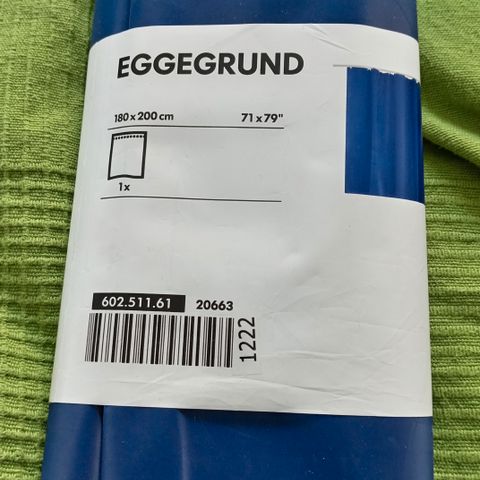 EGGEGRUND
180 x 200 cm 71 x 79"
1x
602.511.61 20663
1222